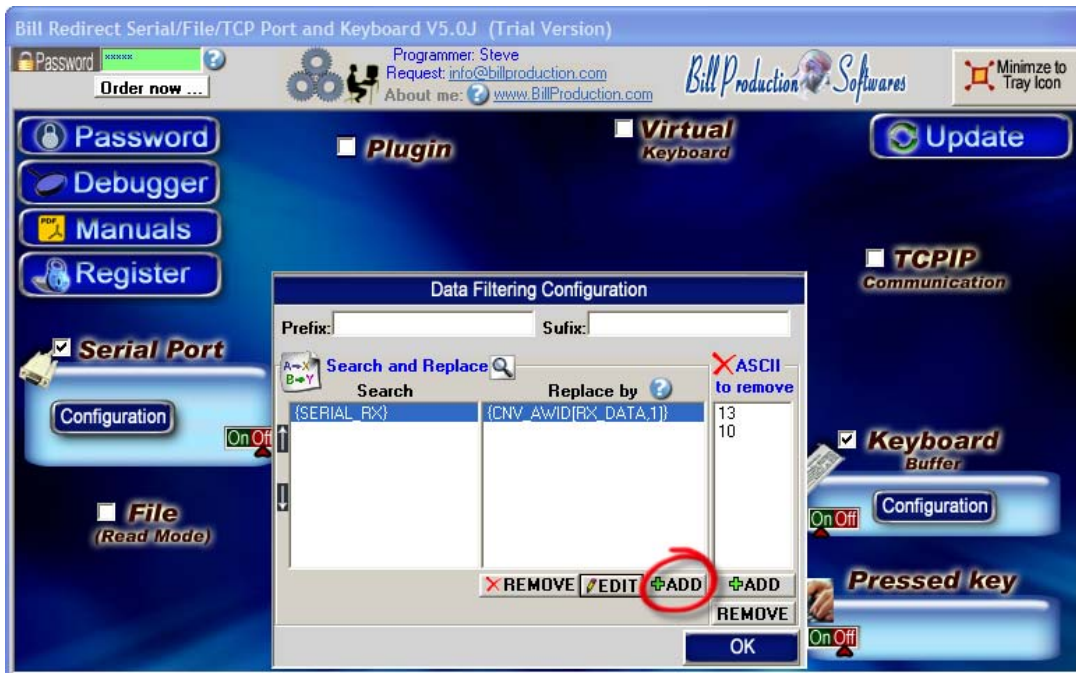 Bill Redirect Serial/File/TCP Port and Keyboard V5.0J (Trial Version)
Password xxxxx ?
Order now ...
Programmer: Steve
Request: info@billproduction.com
About me: ? www.BillProduction.com
Bill Production Softwares
Minimze to
Tray Icon
Password
Debugger
PDF Manuals
Register
Plugin
Virtual
Keyboard
Update
TCPIP
Communication
Serial Port
Configuration
On Off
File
(Read Mode)
Data Filtering Configuration
Prefix:
Sufix:
A→X
B→Y
Search and Replace
Search
Replace by ?
ASCII
to remove
{SERIAL_RX}
{CNV_AWID[RX_DATA,1]}
13
10
REMOVE EDIT ADD
ADD
REMOVE
OK
Keyboard
Buffer
Configuration
On Off
Pressed key
On Off